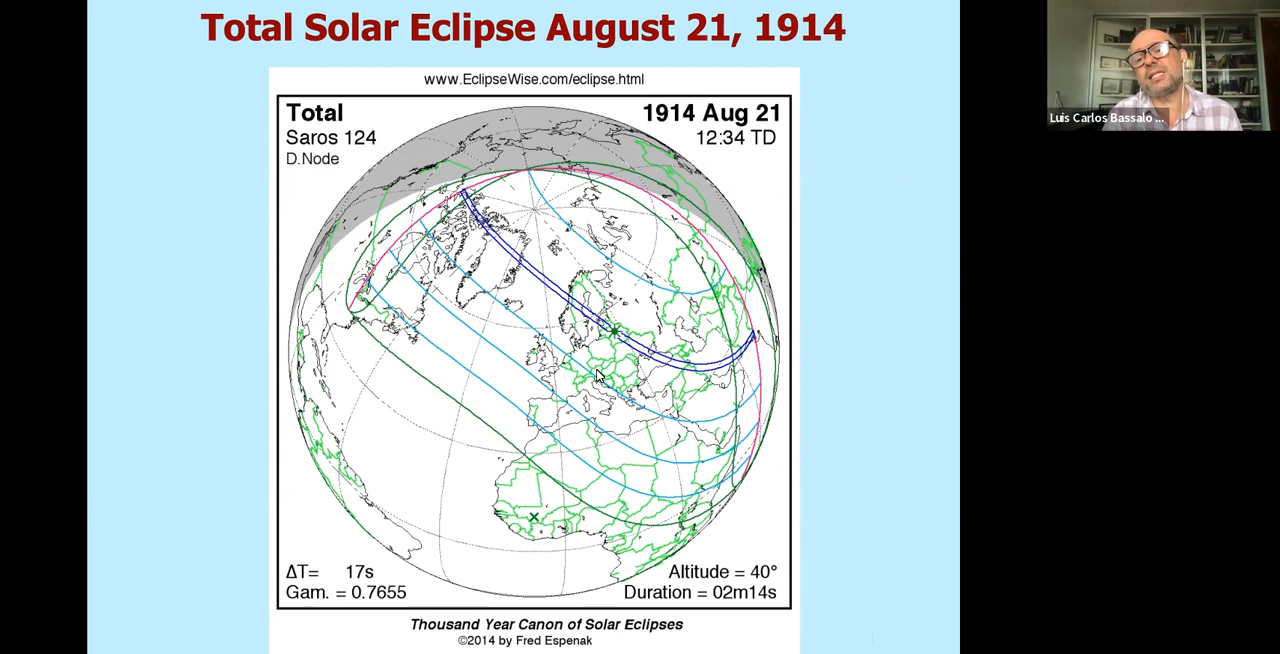 Total Solar Eclipse August 21, 1914
www.EclipseWise.com/eclipse.html
Total
1914 Aug 21
Saros 124
12:34 TD
D.Node
ΔT= 17s
Altitude = 40°
Gam. = 0.7655
Duration = 02m14s
Thousand Year Canon of Solar Eclipses
©2014 by Fred Espenak
Luis Carlos Bassalo ...